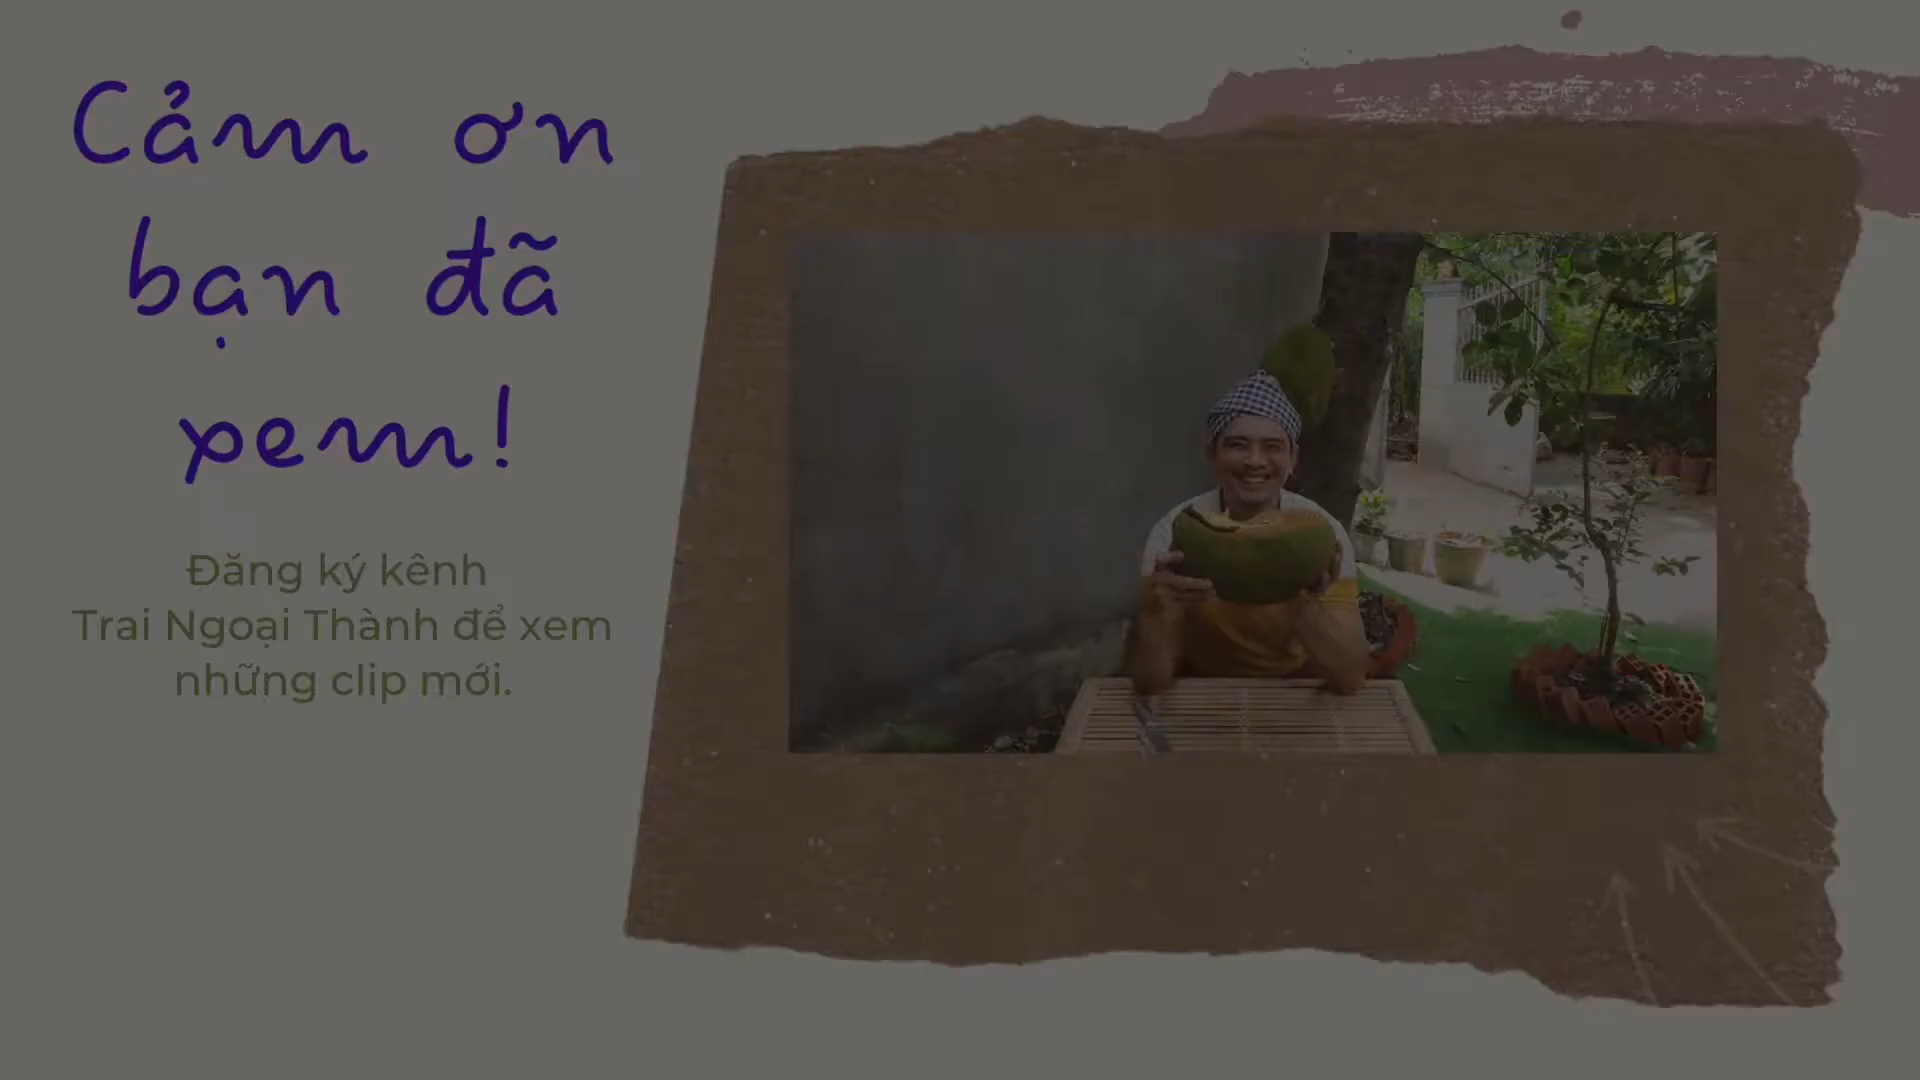 Cảm ơn
bạn đã
xem!
Đăng ký kênh
Trai Ngoại Thành để xem
những clip mới.